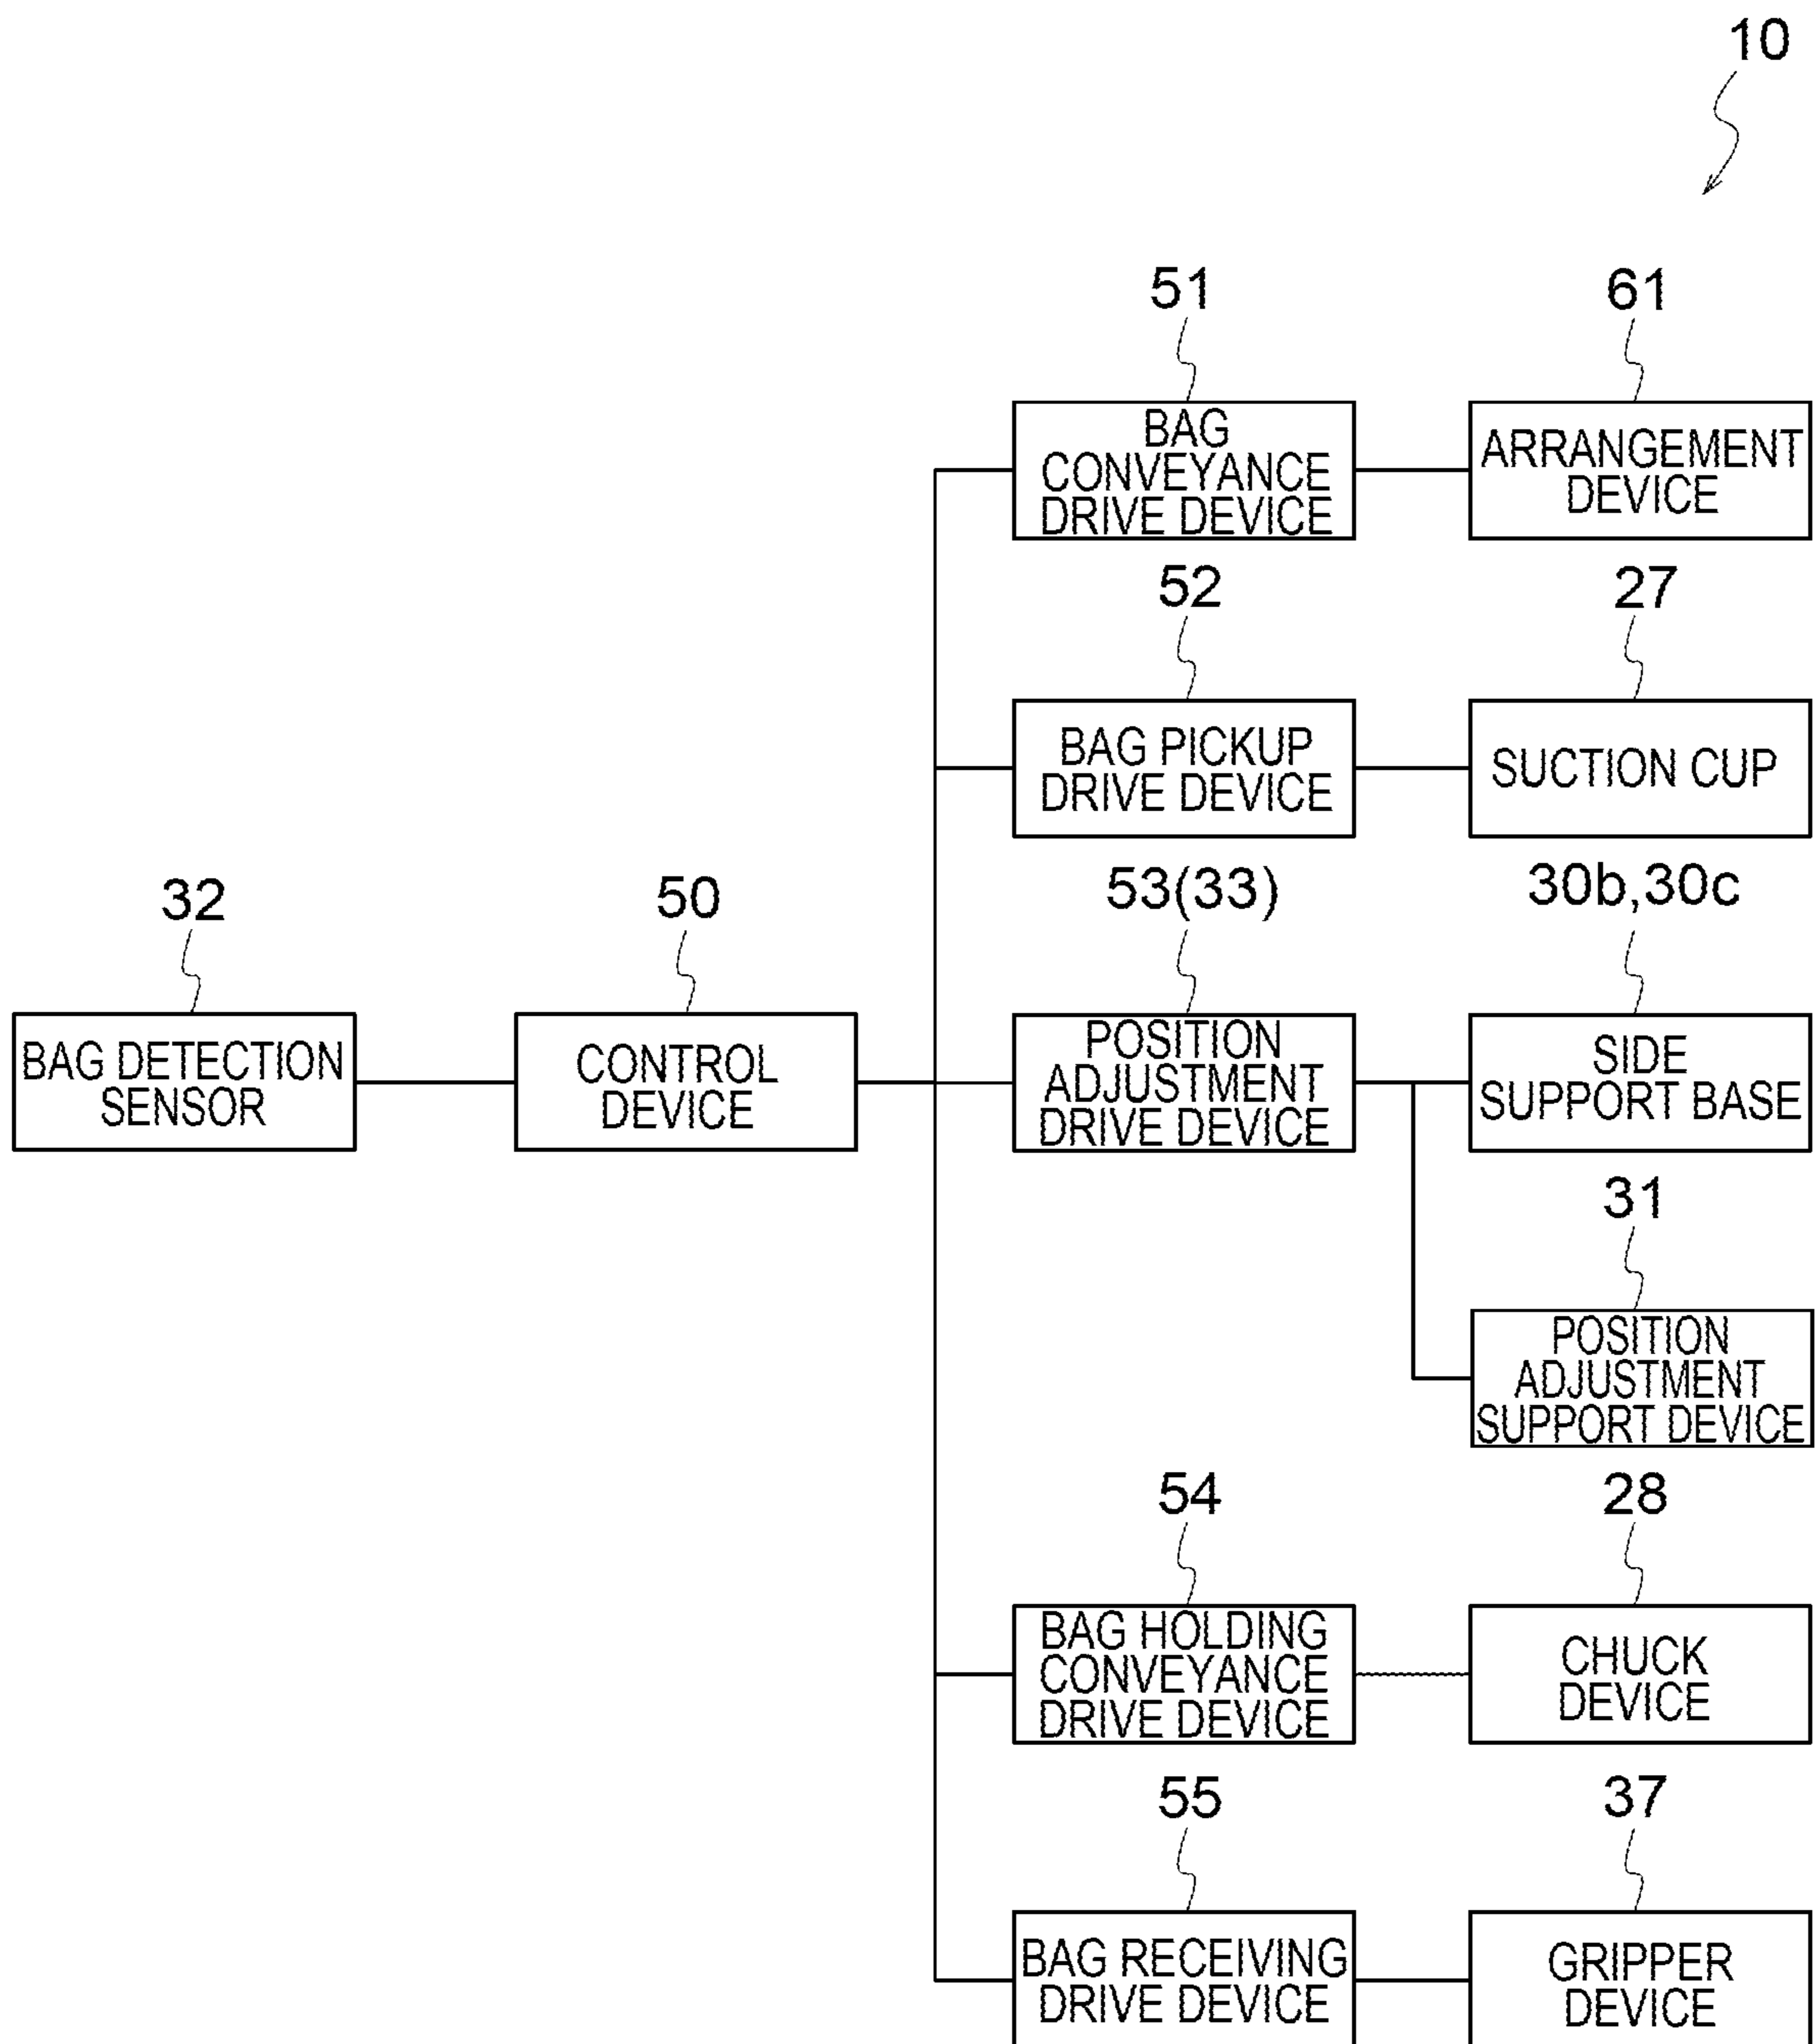 10
51
61
BAG
CONVEYANCE
DRIVE DEVICE
ARRANGEMENT
DEVICE
52
27
BAG PICKUP
DRIVE DEVICE
SUCTION CUP
32
50
53(33)
30b,30c
BAG DETECTION
SENSOR
CONTROL
DEVICE
POSITION
ADJUSTMENT
DRIVE DEVICE
SIDE
SUPPORT BASE
31
POSITION
ADJUSTMENT
SUPPORT DEVICE
54
28
BAG HOLDING
CONVEYANCE
DRIVE DEVICE
CHUCK
DEVICE
55
37
BAG RECEIVING
DRIVE DEVICE
GRIPPER
DEVICE